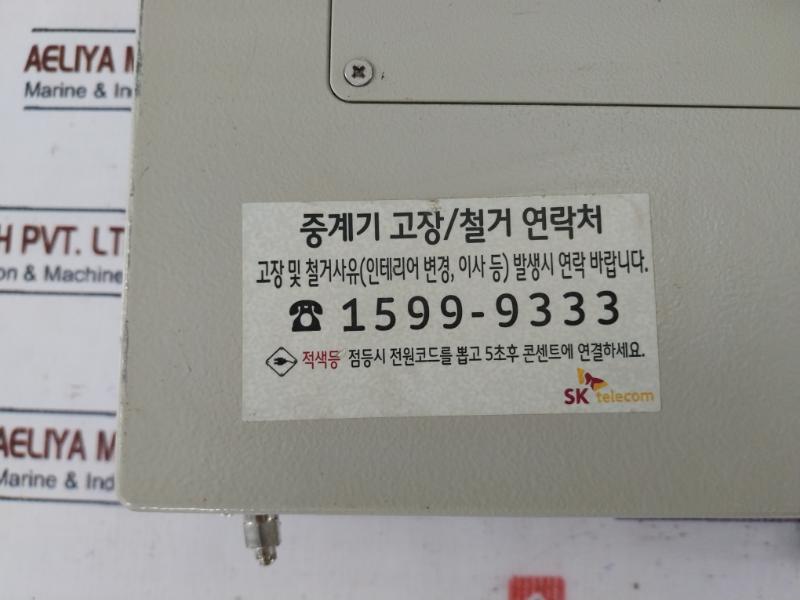 AELIYA M
Marine & In
H PVT. LT
on & Machine
AELIYA M
Marine & Ind
중계기 고장/철거 연락처
고장 및 철거사유(인테리어 변경, 이사 등) 발생시 연락 바랍니다.
☎ 1599-9333
적색등 점등시 전원코드를 뽑고 5초후 콘센트에 연결하세요.
SK telecom